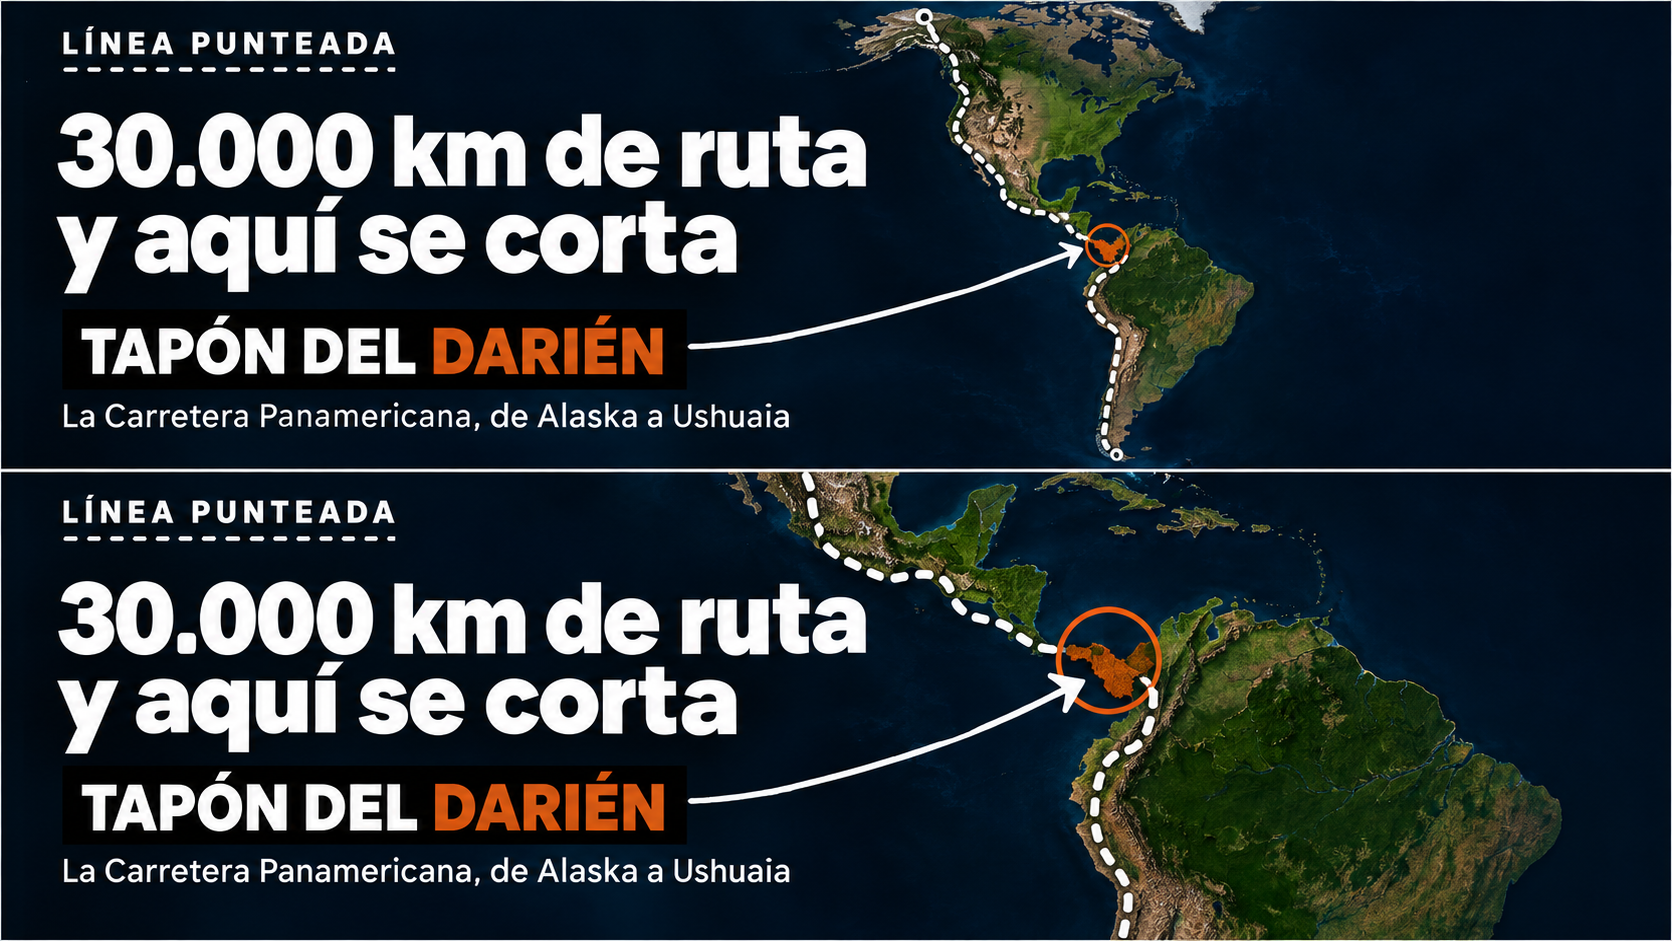 LÍNEA PUNTEADA
30.000 km de ruta
y aquí se corta
TAPÓN DEL DARIÉN
La Carretera Panamericana, de Alaska a Ushuaia
LÍNEA PUNTEADA
30.000 km de ruta
y aquí se corta
TAPÓN DEL DARIÉN
La Carretera Panamericana, de Alaska a Ushuaia